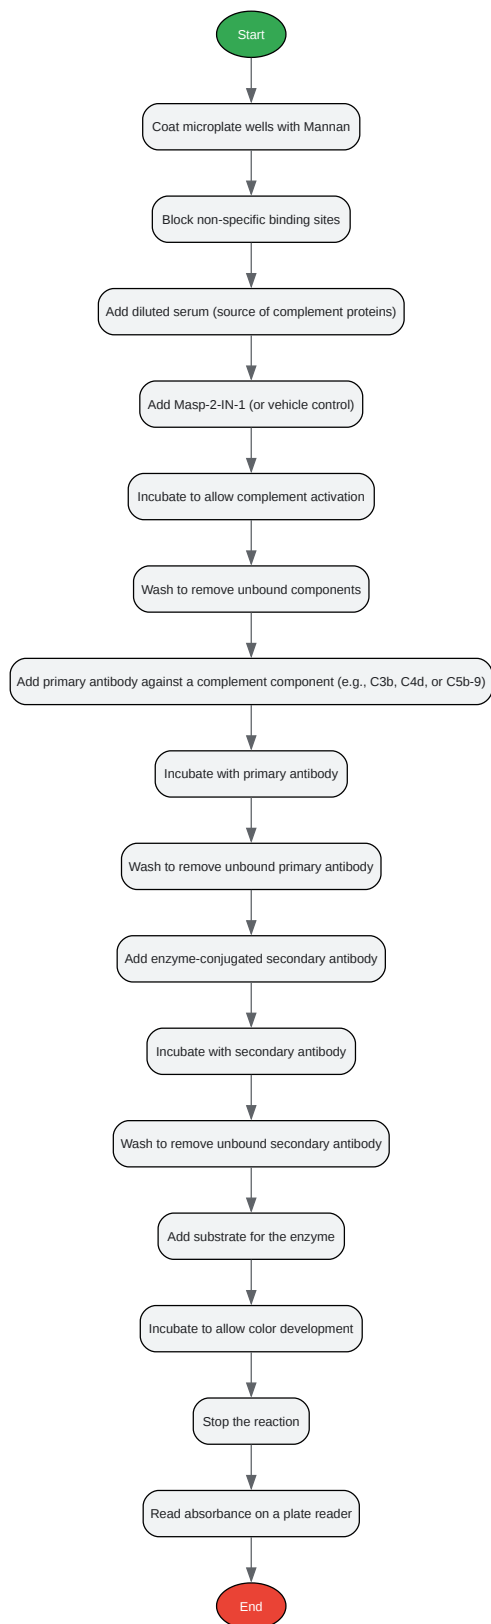 Start
Coat microplate wells with Mannan
Block non-specific binding sites
Add diluted serum (source of complement proteins)
Add Masp-2-IN-1 (or vehicle control)
Incubate to allow complement activation
Wash to remove unbound components
Add primary antibody against a complement component (e.g., C3b, C4d, or C5b-9)
Incubate with primary antibody
Wash to remove unbound primary antibody
Add enzyme-conjugated secondary antibody
Incubate with secondary antibody
Wash to remove unbound secondary antibody
Add substrate for the enzyme
Incubate to allow color development
Stop the reaction
Read absorbance on a plate reader
End